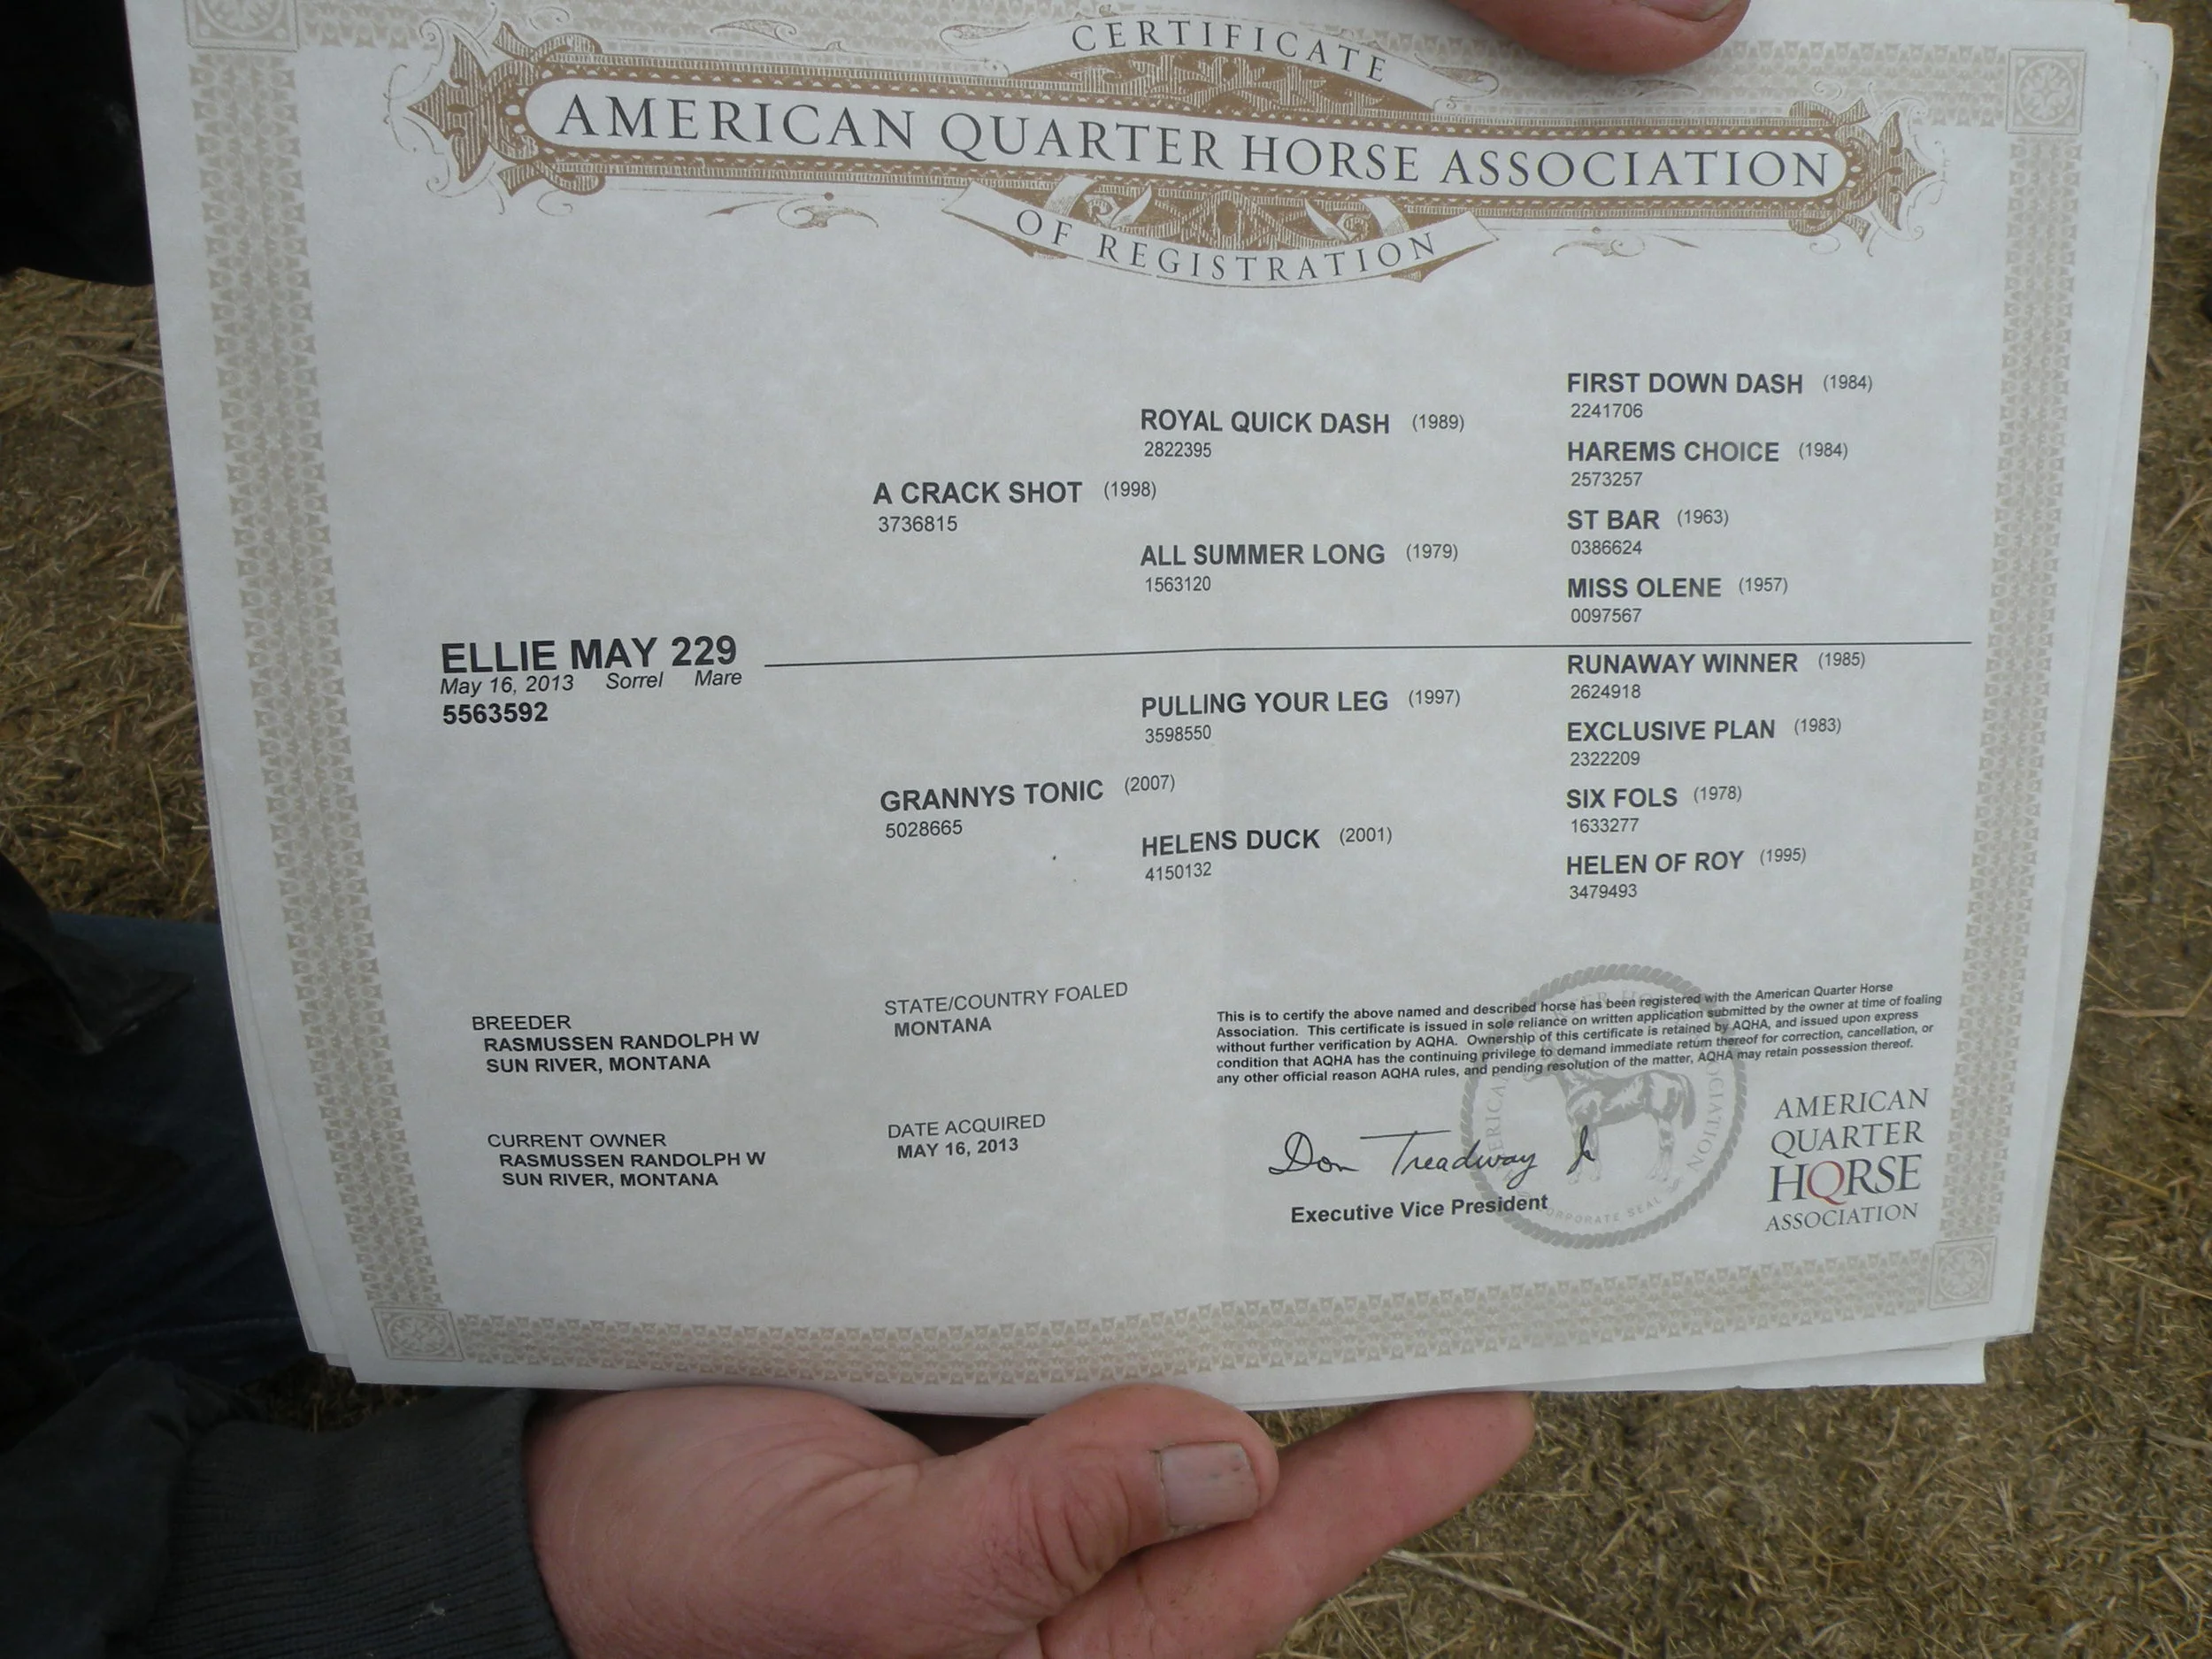 CERTIFICATE
AMERICAN QUARTER HORSE ASSOCIATION
OF REGISTRATION
FIRST DOWN DASH (1984)
2241706
ROYAL QUICK DASH (1989)
2822395
HAREMS CHOICE (1984)
2573257
A CRACK SHOT (1998)
3736815
ST BAR (1963)
0386624
ALL SUMMER LONG (1979)
1563120
MISS OLENE (1957)
0097567
ELLIE MAY 229
May 16, 2013 Sorrel Mare
5563592
RUNAWAY WINNER (1985)
2624918
PULLING YOUR LEG (1997)
3598550
EXCLUSIVE PLAN (1983)
2322209
GRANNYS TONIC (2007)
5028665
SIX FOLS (1978)
1633277
HELENS DUCK (2001)
4150132
HELEN OF ROY (1995)
3479493
BREEDER
RASMUSSEN RANDOLPH W
SUN RIVER, MONTANA
STATE/COUNTRY FOALED
MONTANA
This is to certify the above named and described horse has been registered with the American Quarter Horse
Association. This certificate is issued in sole reliance on written application submitted by the owner at time of foaling
without further verification by AQHA. Ownership of this certificate is retained by AQHA, and issued upon express
condition that AQHA has the continuing privilege to demand immediate return thereof for correction, cancellation, or
any other official reason AQHA rules, and pending resolution of the matter, AQHA may retain possession thereof.
CURRENT OWNER
RASMUSSEN RANDOLPH W
SUN RIVER, MONTANA
DATE ACQUIRED
MAY 16, 2013
Don Treadway Jr
Executive Vice President
CORPORATE SEAL
AMERICAN
QUARTER
HORSE
ASSOCIATION